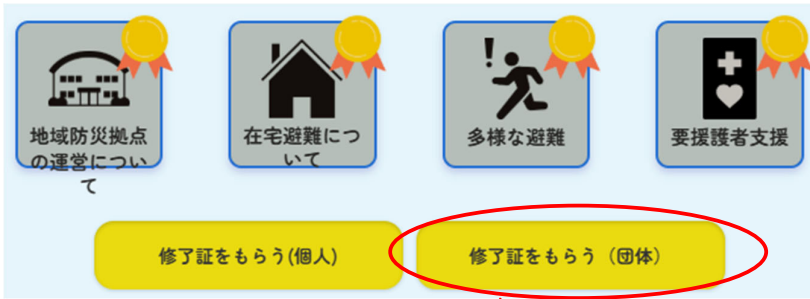 地域防災拠点
の運営につい
て
在宅避難につ
いて
多様な避難
要援護者支援
修了証をもらう(個人)
修了証をもらう（団体）